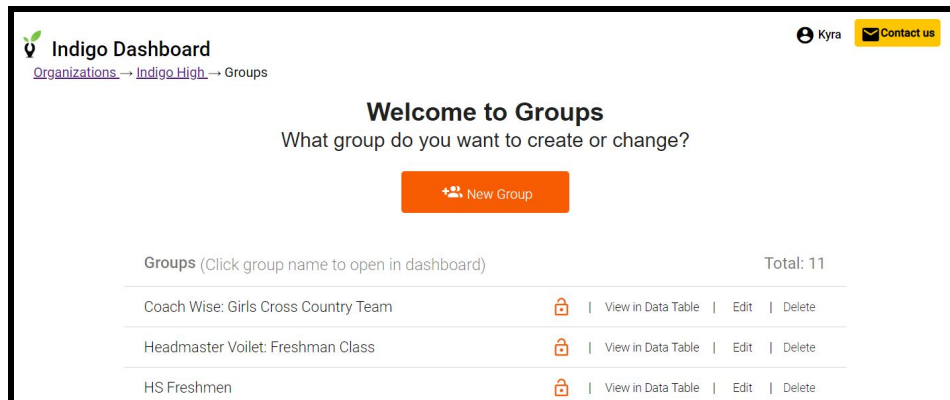 Indigo Dashboard
Kyra
Contact us
Organizations → Indigo High → Groups
Welcome to Groups
What group do you want to create or change?
New Group
Groups (Click group name to open in dashboard) Total: 11
Coach Wise: Girls Cross Country Team | View in Data Table | Edit | Delete
Headmaster Voilet: Freshman Class | View in Data Table | Edit | Delete
HS Freshmen | View in Data Table | Edit | Delete